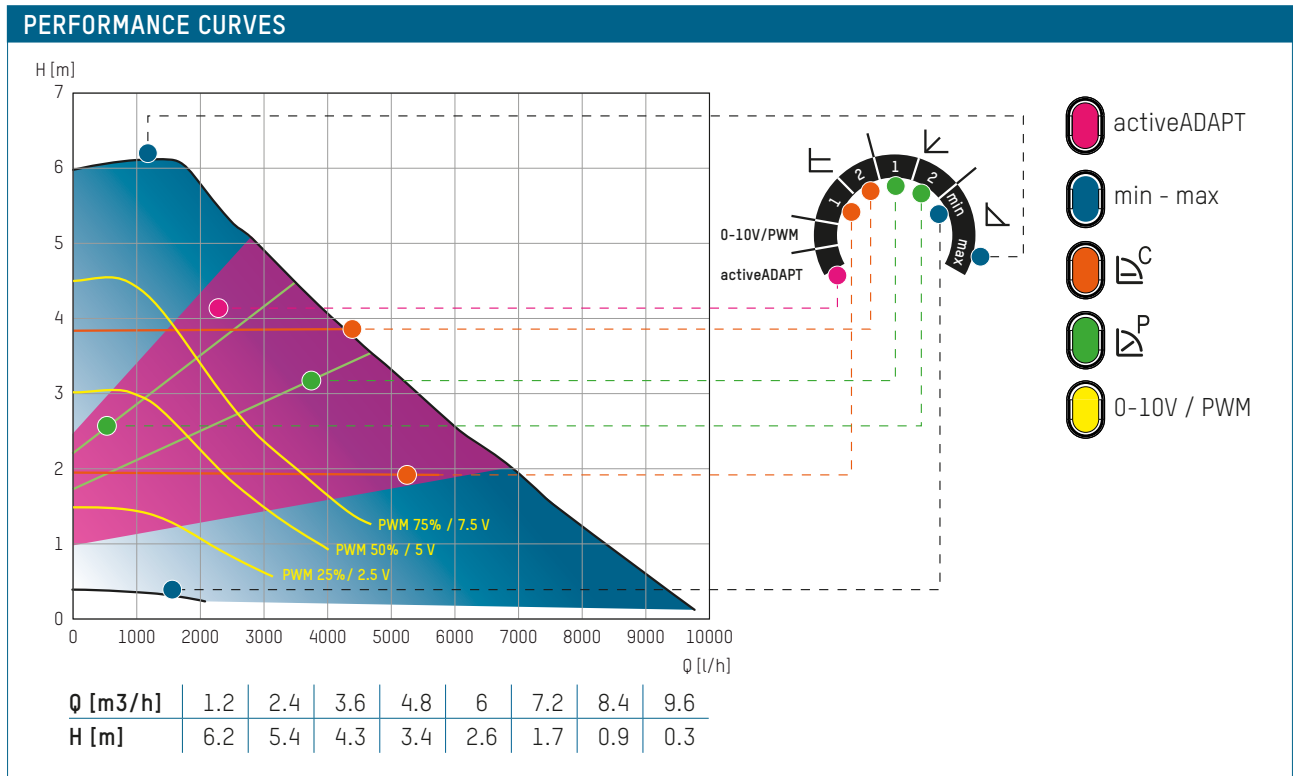 PERFORMANCE CURVES
H [m]
7
6
5
4
3
2
1
0
0 1000 2000 3000 4000 5000 6000 7000 8000 9000 10000
Q [l/h]
PWM 75% / 7.5 V
PWM 50% / 5 V
PWM 25% / 2.5 V
activeADAPT
0-10V/PWM
1
2
1
2
min
max
activeADAPT
min - max
C
P
0-10V / PWM
Q [m3/h] 1.2 2.4 3.6 4.8 6 7.2 8.4 9.6
H [m] 6.2 5.4 4.3 3.4 2.6 1.7 0.9 0.3